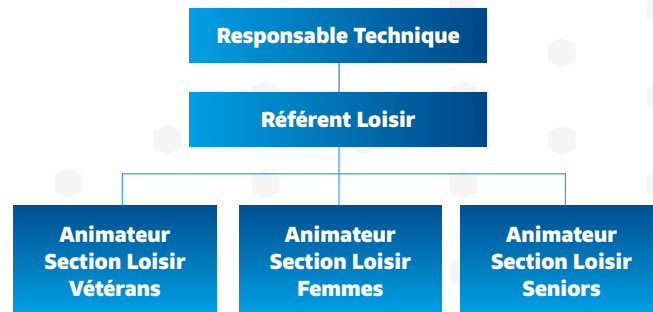 Responsable Technique
Référent Loisir
Animateur
Section Loisir
Vétérans
Animateur
Section Loisir
Femmes
Animateur
Section Loisir
Seniors